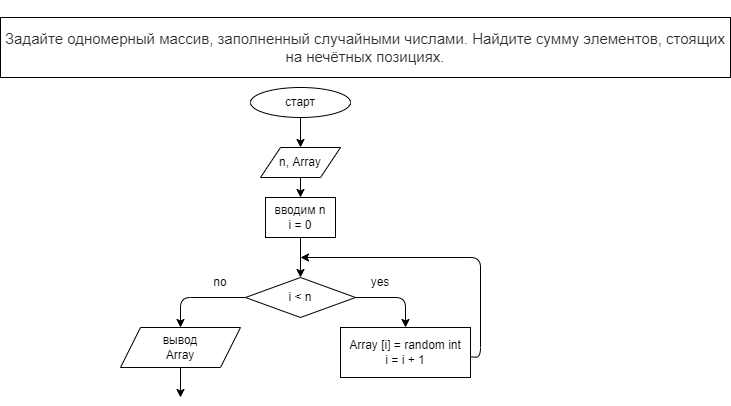 Задайте одномерный массив, заполненный случайными числами. Найдите сумму элементов, стоящих
на нечётных позициях.
старт
n, Array
вводим n
i = 0
no
yes
i < n
вывод
Array
Array [i] = random int
i = i + 1